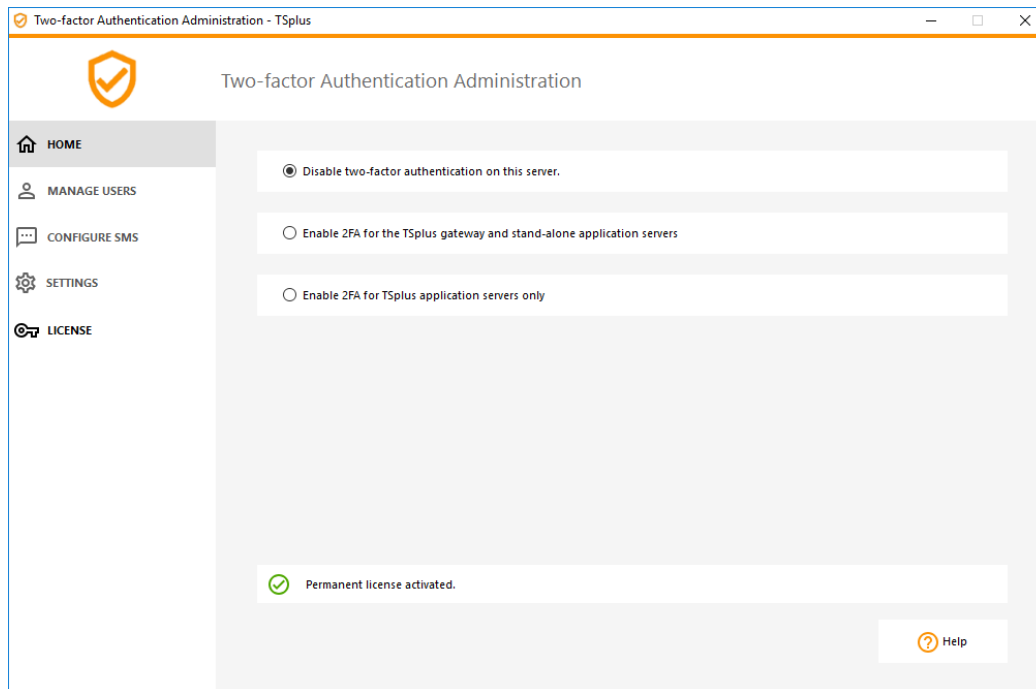 Two-factor Authentication Administration - TSplus
Two-factor Authentication Administration
HOME
MANAGE USERS
CONFIGURE SMS
SETTINGS
LICENSE
Disable two-factor authentication on this server.
Enable 2FA for the TSplus gateway and stand-alone application servers
Enable 2FA for TSplus application servers only
Permanent license activated.
Help